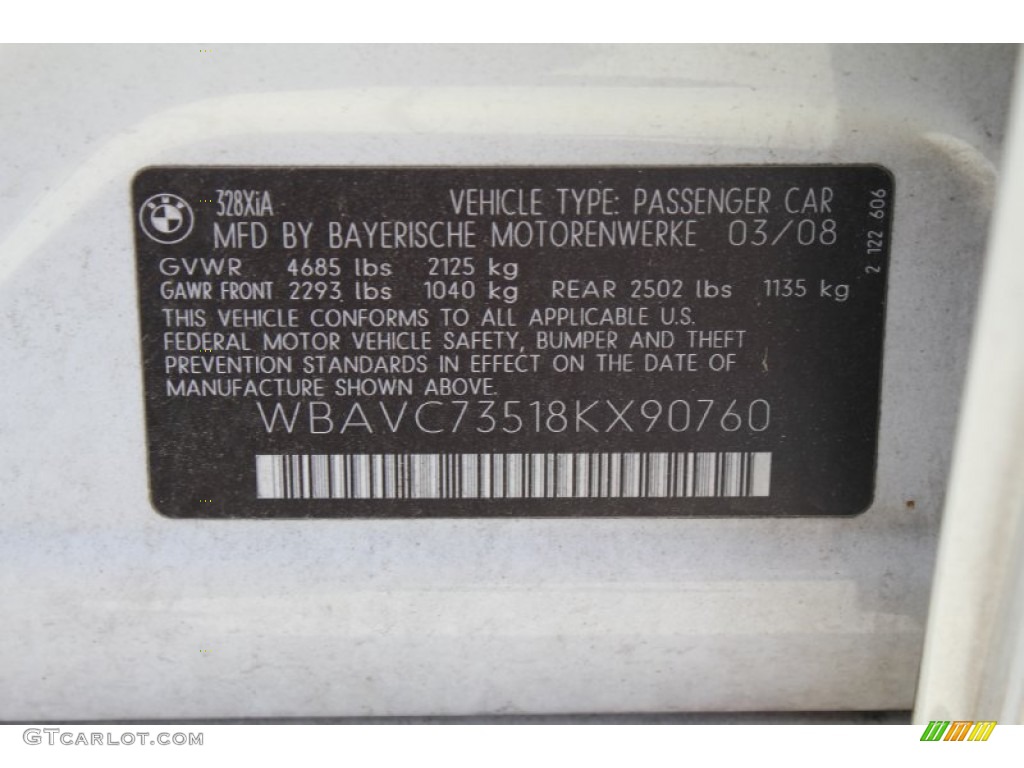 328XiA VEHICLE TYPE: PASSENGER CAR
MFD BY BAYERISCHE MOTORENWERKE 03/08
GVWR 4685 lbs 2125 kg
GAWR FRONT 2293 lbs 1040 kg REAR 2502 lbs 1135 kg
THIS VEHICLE CONFORMS TO ALL APPLICABLE U.S.
FEDERAL MOTOR VEHICLE SAFETY, BUMPER AND THEFT
PREVENTION STANDARDS IN EFFECT ON THE DATE OF
MANUFACTURE SHOWN ABOVE.
WBAVC73518KX90760
2 122 606
GTCARLOT.COM